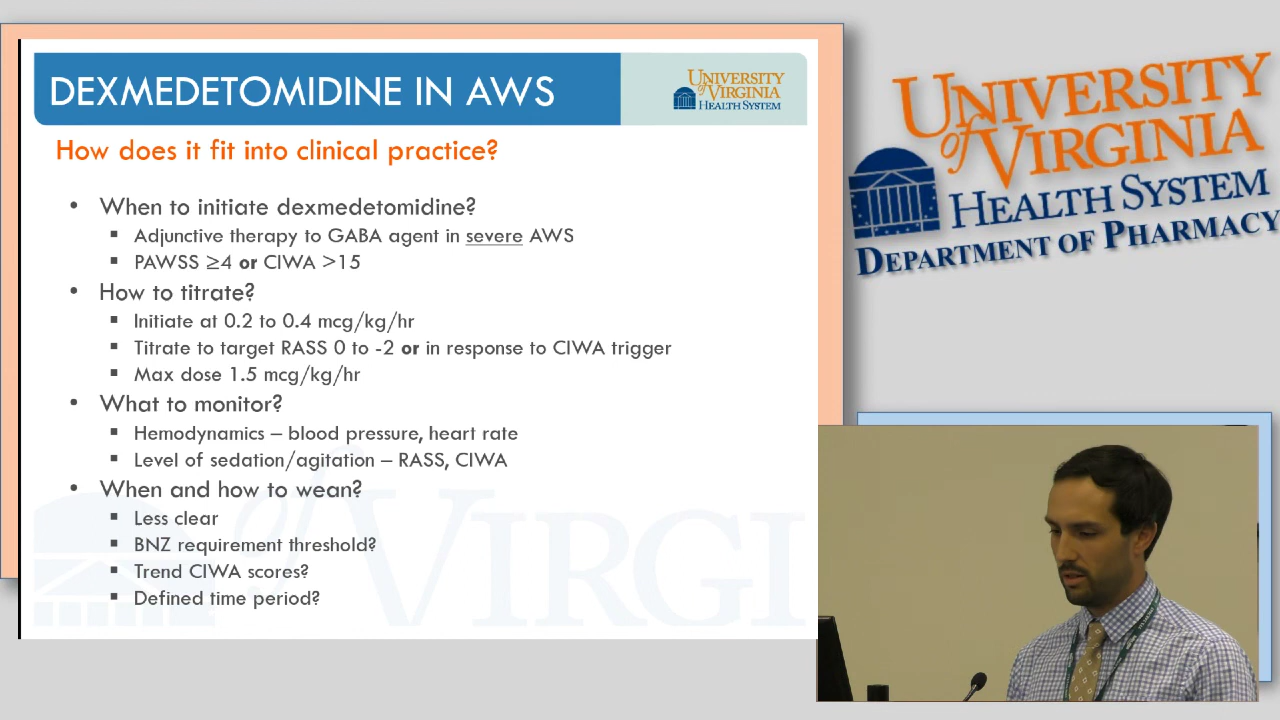 DEXMEDETOMIDINE IN AWS
UNIVERSITY
of VIRGINIA
HEALTH SYSTEM
How does it fit into clinical practice?
• When to initiate dexmedetomidine?
▪ Adjunctive therapy to GABA agent in severe AWS
▪ PAWSS ≥4 or CIWA >15
• How to titrate?
▪ Initiate at 0.2 to 0.4 mcg/kg/hr
▪ Titrate to target RASS 0 to -2 or in response to CIWA trigger
▪ Max dose 1.5 mcg/kg/hr
• What to monitor?
▪ Hemodynamics – blood pressure, heart rate
▪ Level of sedation/agitation – RASS, CIWA
• When and how to wean?
▪ Less clear
▪ BNZ requirement threshold?
▪ Trend CIWA scores?
▪ Defined time period?
of VIRGI
UNIVERSITY
of VIRGINIA
HEALTH SYSTEM
DEPARTMENT OF PHARMACY